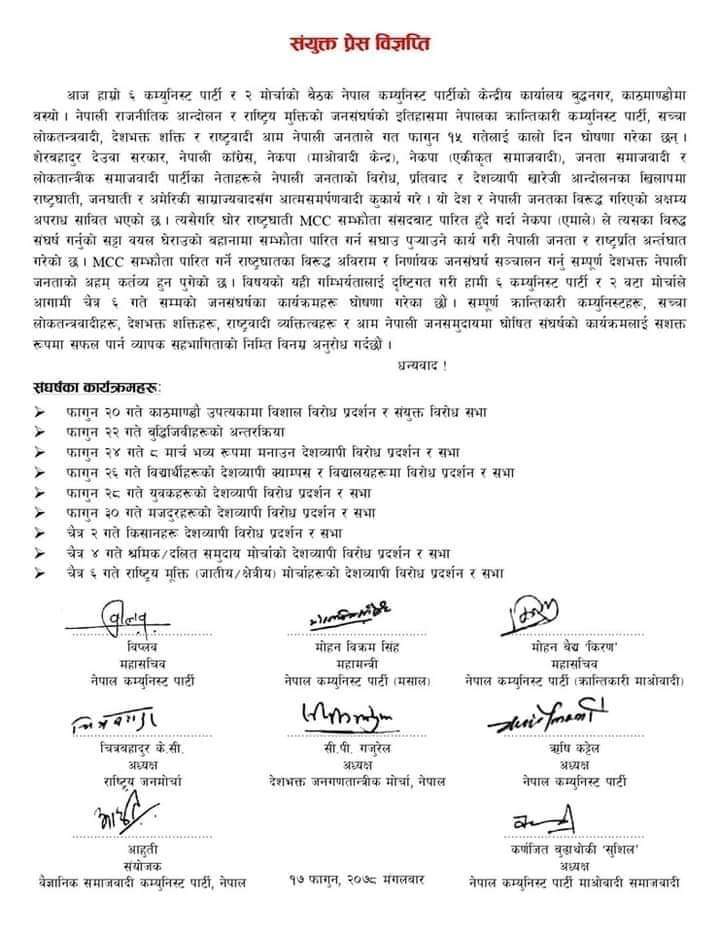 संयुक्त प्रेस विज्ञप्ति
आज हाम्रो ६ कम्युनिस्ट पार्टी र २ मोर्चाको बैठक नेपाल कम्युनिस्ट पार्टीको केन्द्रीय कार्यालय बुद्धनगर, काठमाण्डौमा
बस्यो । नेपाली राजनीतिक आन्दोलन र राष्ट्रिय मुक्तिको जनसंघर्षको इतिहासमा नेपालका क्रान्तिकारी कम्युनिस्ट पार्टी, सच्चा
लोकतन्त्रवादी, देशभक्त शक्ति र राष्ट्रवादी आम नेपाली जनताले गत फागुन १५ गतेलाई कालो दिन घोषणा गरेका छन् ।
शेरवहादुर देउवा सरकार, नेपाली कांग्रेस, नेकपा (माओवादी केन्द्र), नेकपा (एकीकृत समाजवादी), जनता समाजवादी र
लोकतान्त्रीक समाजवादी पार्टीका नेताहरूले नेपाली जनताको विरोध, प्रतिवाद र देशव्यापी खारेजी आन्दोलनका खिलापमा
राष्ट्रघाती, जनघाती र अमेरिकी साम्राज्यवादसंग आत्मसमर्पणवादी कुकार्य गरे । यो देश र नेपाली जनतका विरुद्ध गरिएको अक्षम्य
अपराध सावित भएको छ । त्यसैगरि घोर राष्ट्रघाती MCC सम्झौता संसदबाट पारित हुँदै गर्दा नेकपा (एमाले) ले त्यसका विरुद्ध
संघर्ष गर्नुको सट्टा वयल घेराउको बहानामा सम्झौता पारित गर्न सघाउ पुऱ्याउने कार्य गरी नेपाली जनता र राष्ट्रप्रति अर्न्तघात
गरेको छ । MCC सम्झौता पारित गर्ने राष्ट्रघातका विरुद्ध अविराम र निर्णायक जनसंघर्ष सञ्चालन गर्नु सम्पूर्ण देशभक्त नेपाली
जनताको अहम् कर्तव्य हुन पुगेको छ । विषयको यही गम्भिर्यतालाई दृष्टिगत गरी हामी ६ कम्युनिस्ट पार्टी र २ वटा मोर्चाले
आगामी चैत्र ६ गते सम्मको जनसंघर्षका कार्यक्रमहरू घोषणा गरेका छौ । सम्पूर्ण क्रान्तिकारी कम्युनिस्टहरू, सच्चा
लोकतन्त्रवादीहरू, देशभक्त शक्तिहरू, राष्ट्रवादी व्यक्तित्वहरू र आम नेपाली जनसमुदायमा घोषित संघर्षको कार्यक्रमलाई सशक्त
रूपमा सफल पार्न व्यापक सहभागिताको निम्ति विनम्र अनुरोध गर्दछौं ।
धन्यवाद !
संघर्षका कार्यक्रमहरूः
➤ फागुन २० गते काठमाण्डौ उपत्यकामा विशाल विरोध प्रदर्शन र संयुक्त विरोध सभा
➤ फागुन २२ गते बुद्धिजिवीहरूको अन्तरक्रिया
➤ फागुन २४ गते ८ मार्च भव्य रूपमा मनाउन देशव्यापी विरोध प्रदर्शन र सभा
➤ फागुन २६ गते विद्यार्थीहरूको देशव्यापी क्याम्पस र विद्यालयहरूमा विरोध प्रदर्शन र सभा
➤ फागुन २८ गते युवकहरूको देशव्यापी विरोध प्रदर्शन र सभा
➤ फागुन ३० गते मजदुरहरूको देशव्यापी विरोध प्रदर्शन र सभा
➤ चैत्र २ गते किसानहरू देशव्यापी विरोध प्रदर्शन र सभा
➤ चैत्र ४ गते श्रमिक/दलित समुदाय मोर्चाको देशव्यापी विरोध प्रदर्शन र सभा
➤ चैत्र ६ गते राष्ट्रिय मूक्ति (जातीय/क्षेत्रीय) मोर्चाहरूको देशव्यापी विरोध प्रदर्शन र सभा
विप्लव मोहन विक्रम सिंह मोहन बैद्य 'किरण'
महासचिव महामन्त्री महासचिव
नेपाल कम्युनिस्ट पार्टी नेपाल कम्युनिस्ट पार्टी (मसाल) नेपाल कम्युनिस्ट पार्टी (क्रान्तिकारी माओवादी)
चित्रवहादुर के.सी. सी.पी. गजुरेल ऋषि कट्टेल
अध्यक्ष अध्यक्ष अध्यक्ष
राष्ट्रिय जनमोर्चा देशभक्त जनगणतान्त्रीक मोर्चा, नेपाल नेपाल कम्युनिस्ट पार्टी
आहुती कर्णजित वुढाथोकी 'सुशिल'
संयोजक अध्यक्ष
वैज्ञानिक समाजवादी कम्युनिस्ट पार्टी, नेपाल १७ फागुन, २०७८ मंगलबार नेपाल कम्युनिस्ट पार्टी माओवादी समाजवादी